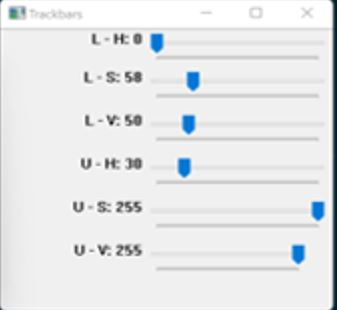 Trackbars
L - H: 0
L - S: 58
L - V: 50
U - H: 30
U - S: 255
U - V: 255